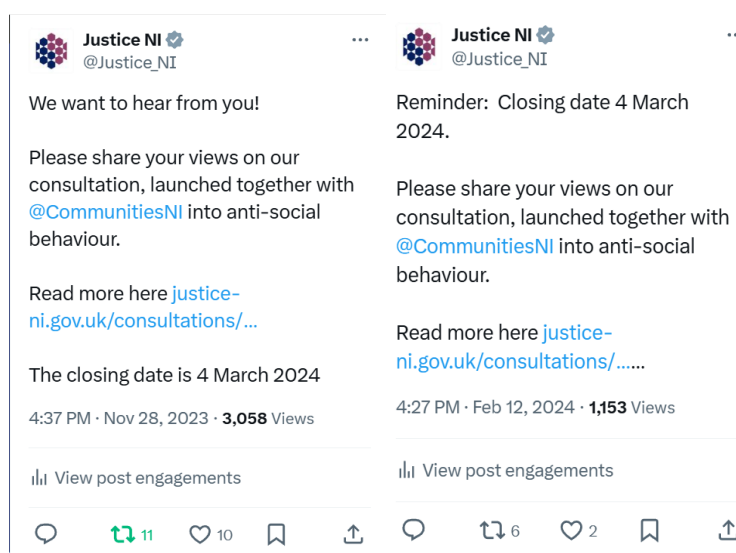 Justice NI
@Justice_NI
We want to hear from you!
Please share your views on our
consultation, launched together with
@CommunitiesNI into anti-social
behaviour.
Read more here justice-
ni.gov.uk/consultations/...
The closing date is 4 March 2024
4:37 PM · Nov 28, 2023 · 3,058 Views
View post engagements
11 10
Justice NI
@Justice_NI
Reminder:  Closing date 4 March
2024.
Please share your views on our
consultation, launched together with
@CommunitiesNI into anti-social
behaviour.
Read more here justice-
ni.gov.uk/consultations/......
4:27 PM · Feb 12, 2024 · 1,153 Views
View post engagements
6 2